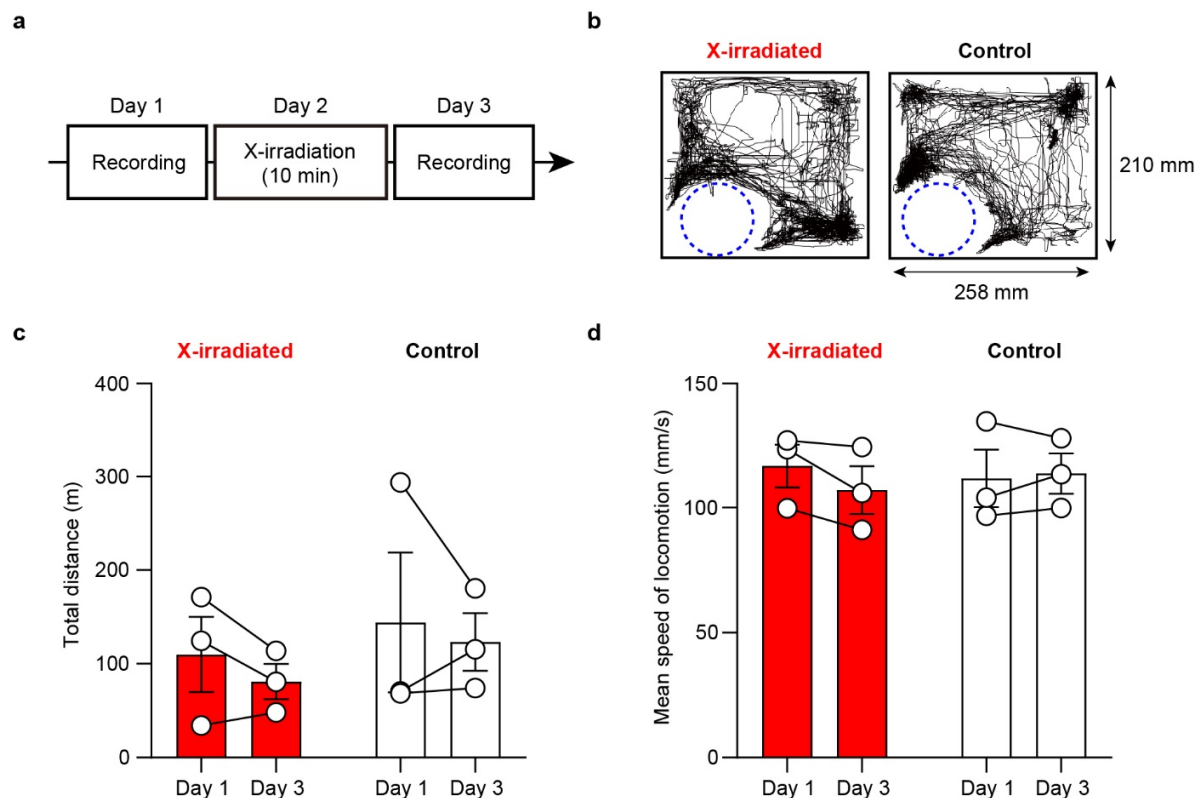 a
Day 1
Day 2
Day 3
Recording
X-irradiation
(10 min)
Recording
b
X-irradiated
Control
210 mm
258 mm
c
X-irradiated
Control
Total distance (m)
400
300
200
100
0
Day 1
Day 3
Day 1
Day 3
d
X-irradiated
Control
Mean speed of locomotion (mm/s)
150
100
50
0
Day 1
Day 3
Day 1
Day 3